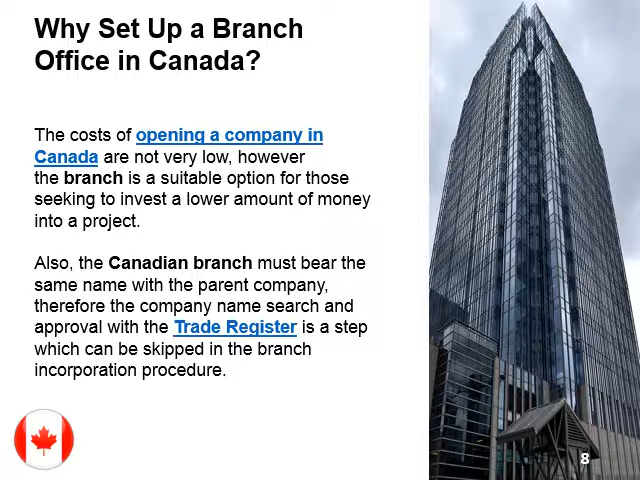 Why Set Up a Branch
Office in Canada?
The costs of opening a company in
Canada are not very low, however
the branch is a suitable option for those
seeking to invest a lower amount of money
into a project.
Also, the Canadian branch must bear the
same name with the parent company,
therefore the company name search and
approval with the Trade Register is a step
which can be skipped in the branch
incorporation procedure.
8